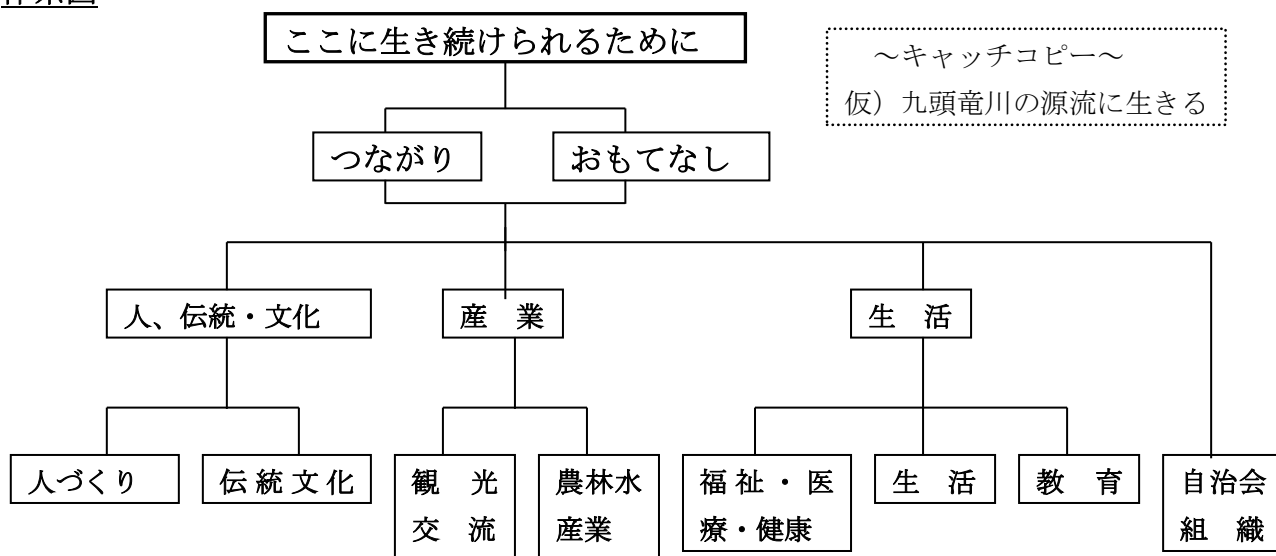 ここに生き続けられるために
～キャッチコピー～
仮）九頭竜川の源流に生きる
つながり
おもてなし
人、伝統・文化
産　業
生　活
人づくり
伝統文化
観　光
交　流
農林水
産業
福祉・医
療・健康
生　活
教　育
自治会
組　織